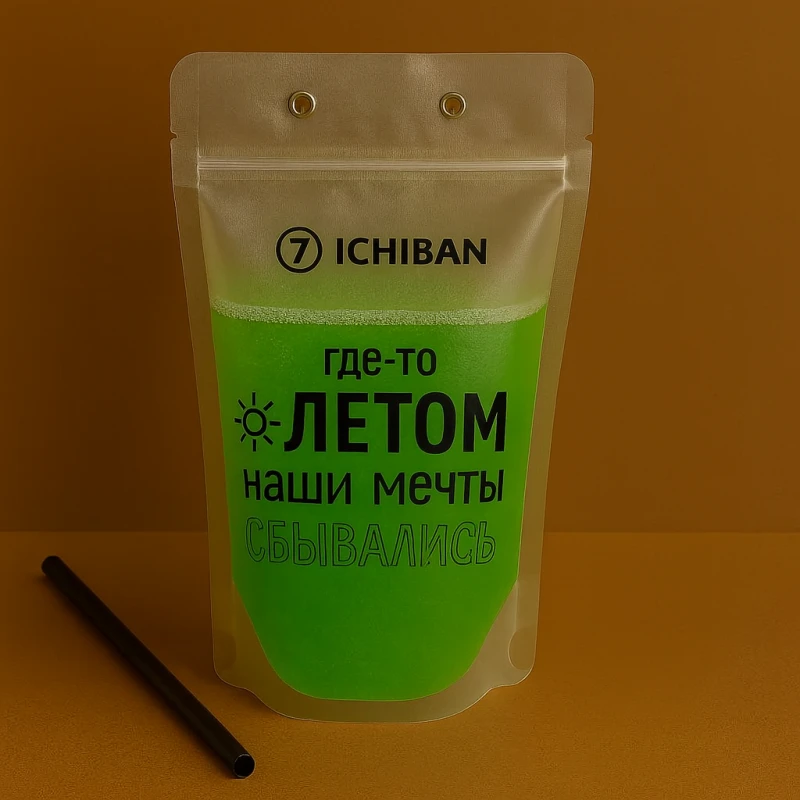 7 ICHIBAN
где-то
ЛЕТОМ
наши мечты
СБЫВАЛИСЬ